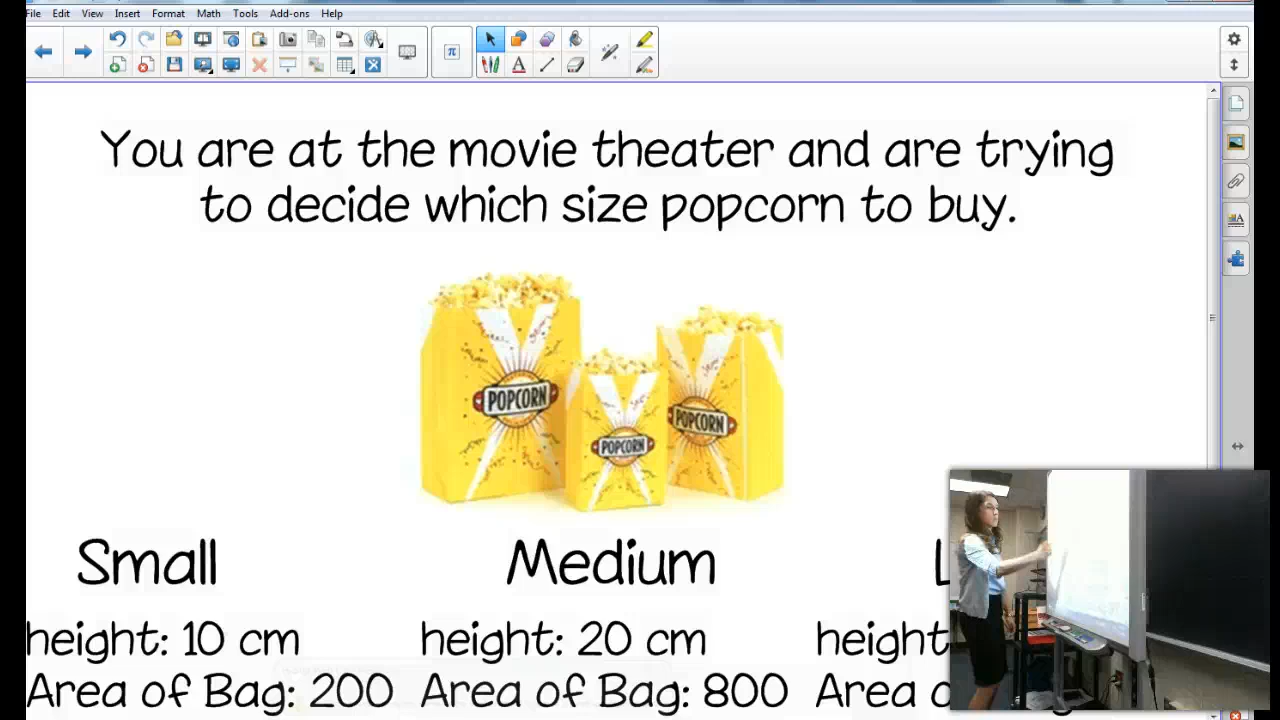 File Edit View Insert Format Math Tools Add-ons Help
You are at the movie theater and are trying
to decide which size popcorn to buy.
POPCORN
POPCORN
POPCORN
Small Medium L
height: 10 cm height: 20 cm height
Area of Bag: 200 Area of Bag: 800 Area o